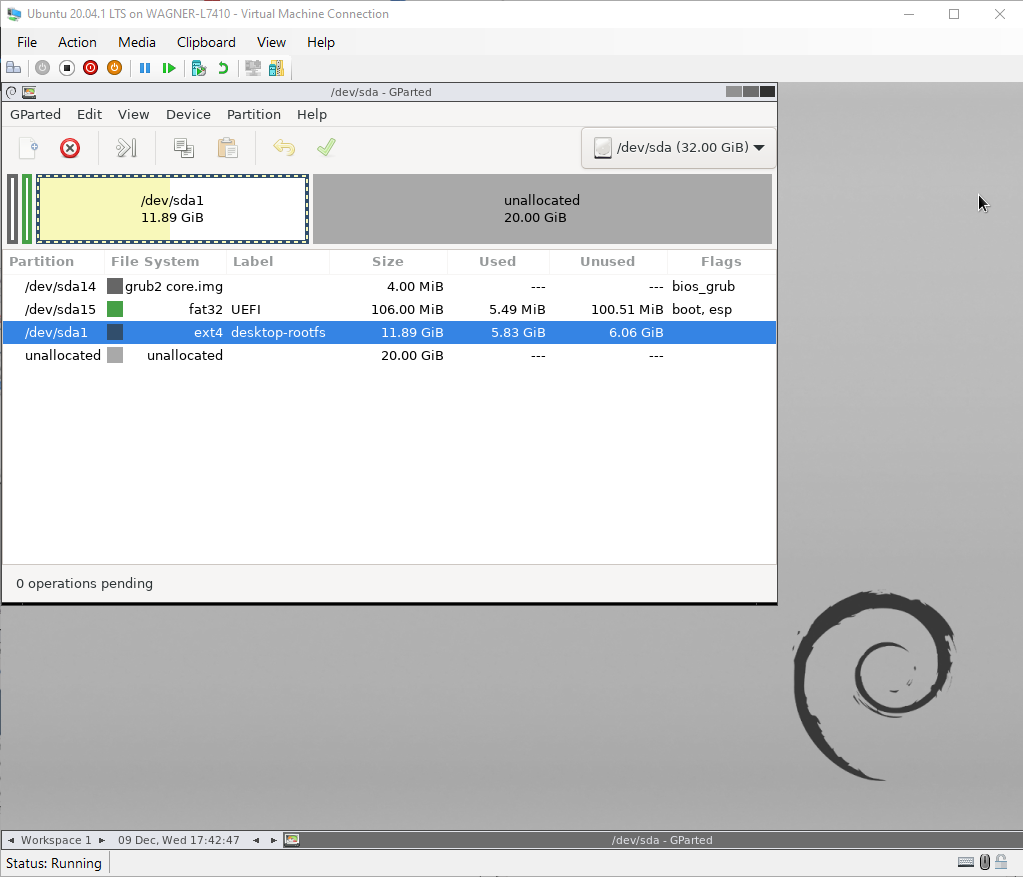 Ubuntu 20.04.1 LTS on WAGNER-L7410 - Virtual Machine Connection
File Action Media Clipboard View Help
/dev/sda - GParted
GParted Edit View Device Partition Help
/dev/sda (32.00 GiB)
/dev/sda1
11.89 GiB
unallocated
20.00 GiB
Partition File System Label Size Used Unused Flags
/dev/sda14 grub2 core.img 4.00 MiB --- --- bios_grub
/dev/sda15 fat32 UEFI 106.00 MiB 5.49 MiB 100.51 MiB boot, esp
/dev/sda1 ext4 desktop-rootfs 11.89 GiB 5.83 GiB 6.06 GiB
unallocated unallocated 20.00 GiB --- ---
0 operations pending
Workspace 1 09 Dec, Wed 17:42:47 /dev/sda - GParted
Status: Running